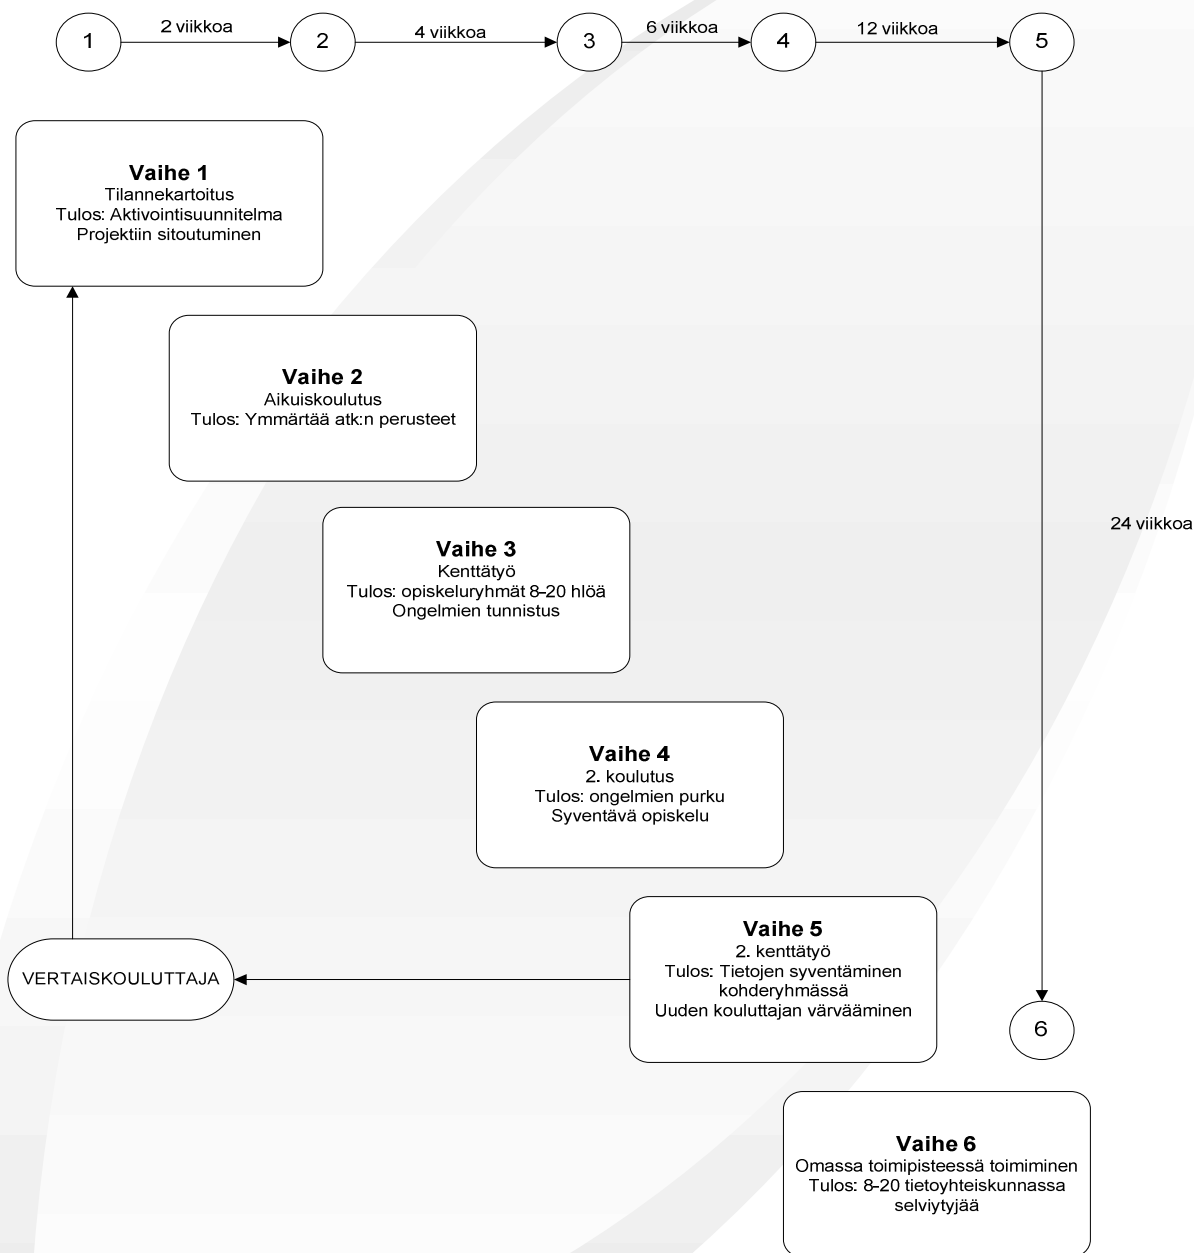 1
2 viikkoa
2
4 viikkoa
3
6 viikkoa
4
12 viikkoa
5
Vaihe 1
Tilannekartoitus
Tulos: Aktivointisuunnitelma
Projektiin sitoutuminen
Vaihe 2
Aikuiskoulutus
Tulos: Ymmärtää atk:n perusteet
Vaihe 3
Kenttätyö
Tulos: opiskeluryhmät 8-20 hlöä
Ongelmien tunnistus
24 viikkoa
Vaihe 4
2. koulutus
Tulos: ongelmien purku
Syventävä opiskelu
Vaihe 5
2. kenttätyö
Tulos: Tietojen syventäminen
kohderyhmässä
Uuden kouluttajan värvääminen
VERTAISKOULUTTAJA
6
Vaihe 6
Omassa toimipisteessä toimiminen
Tulos: 8-20 tietoyhteiskunnassa
selviytyjää